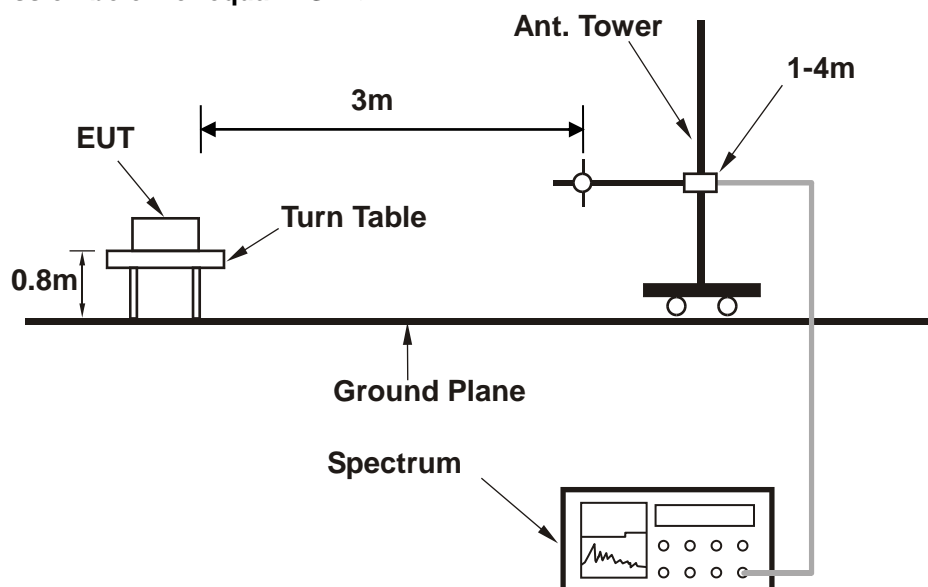 Ant. Tower
1-4m
3m
EUT
Turn Table
0.8m
Ground Plane
Spectrum